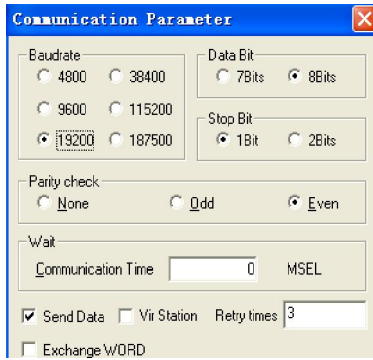 Communication Parameter
Baudrate
4800 38400
9600 115200
19200 187500
Data Bit
7Bits 8Bits
Stop Bit
1Bit 2Bits
Parity check
None Odd Even
Wait
Communication Time 0 MSEL
Send Data Vir Station Retry times 3
Exchange WORD